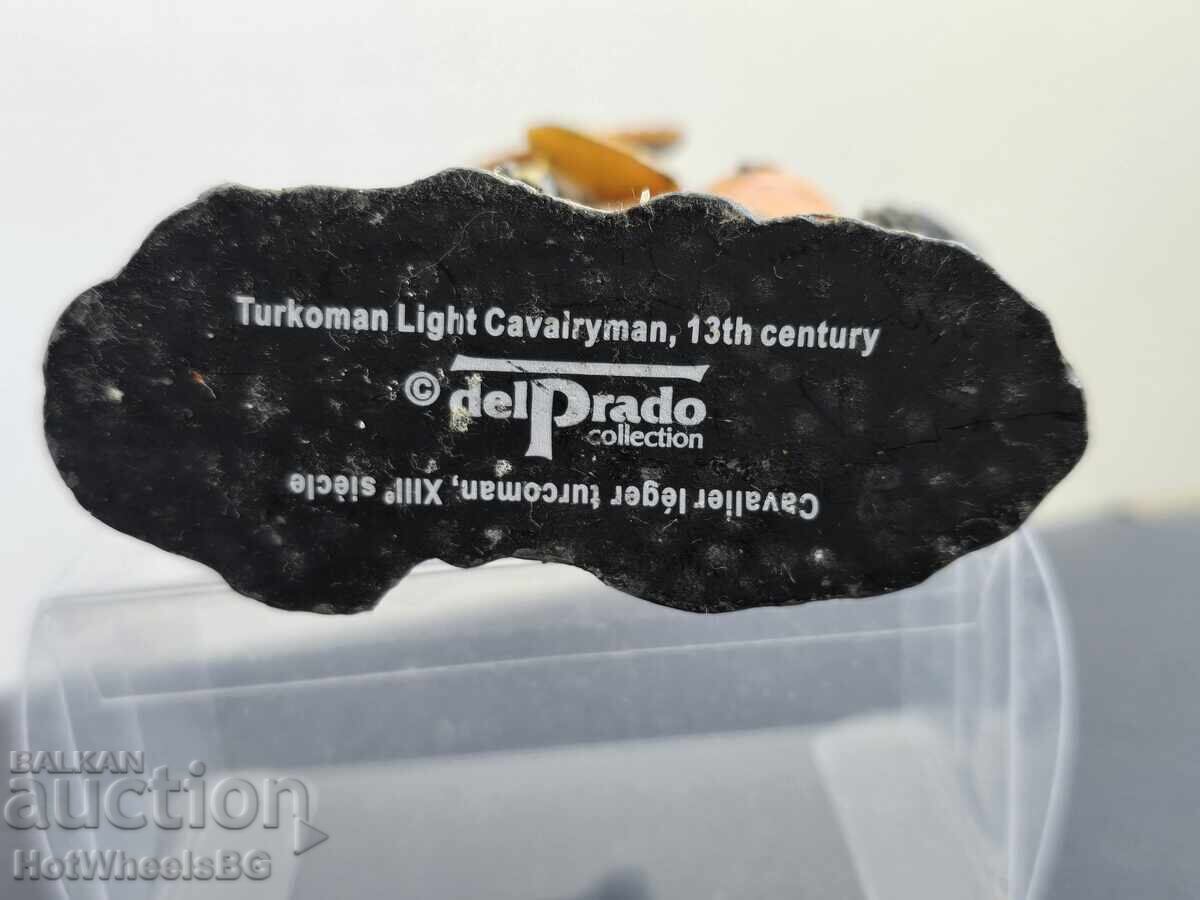 Turkoman Light Cavalryman, 13th century
© delPrado
collection
Cavalier léger turcoman, XIIIᵉ siècle
BALKAN
auction
HotWheelsBG